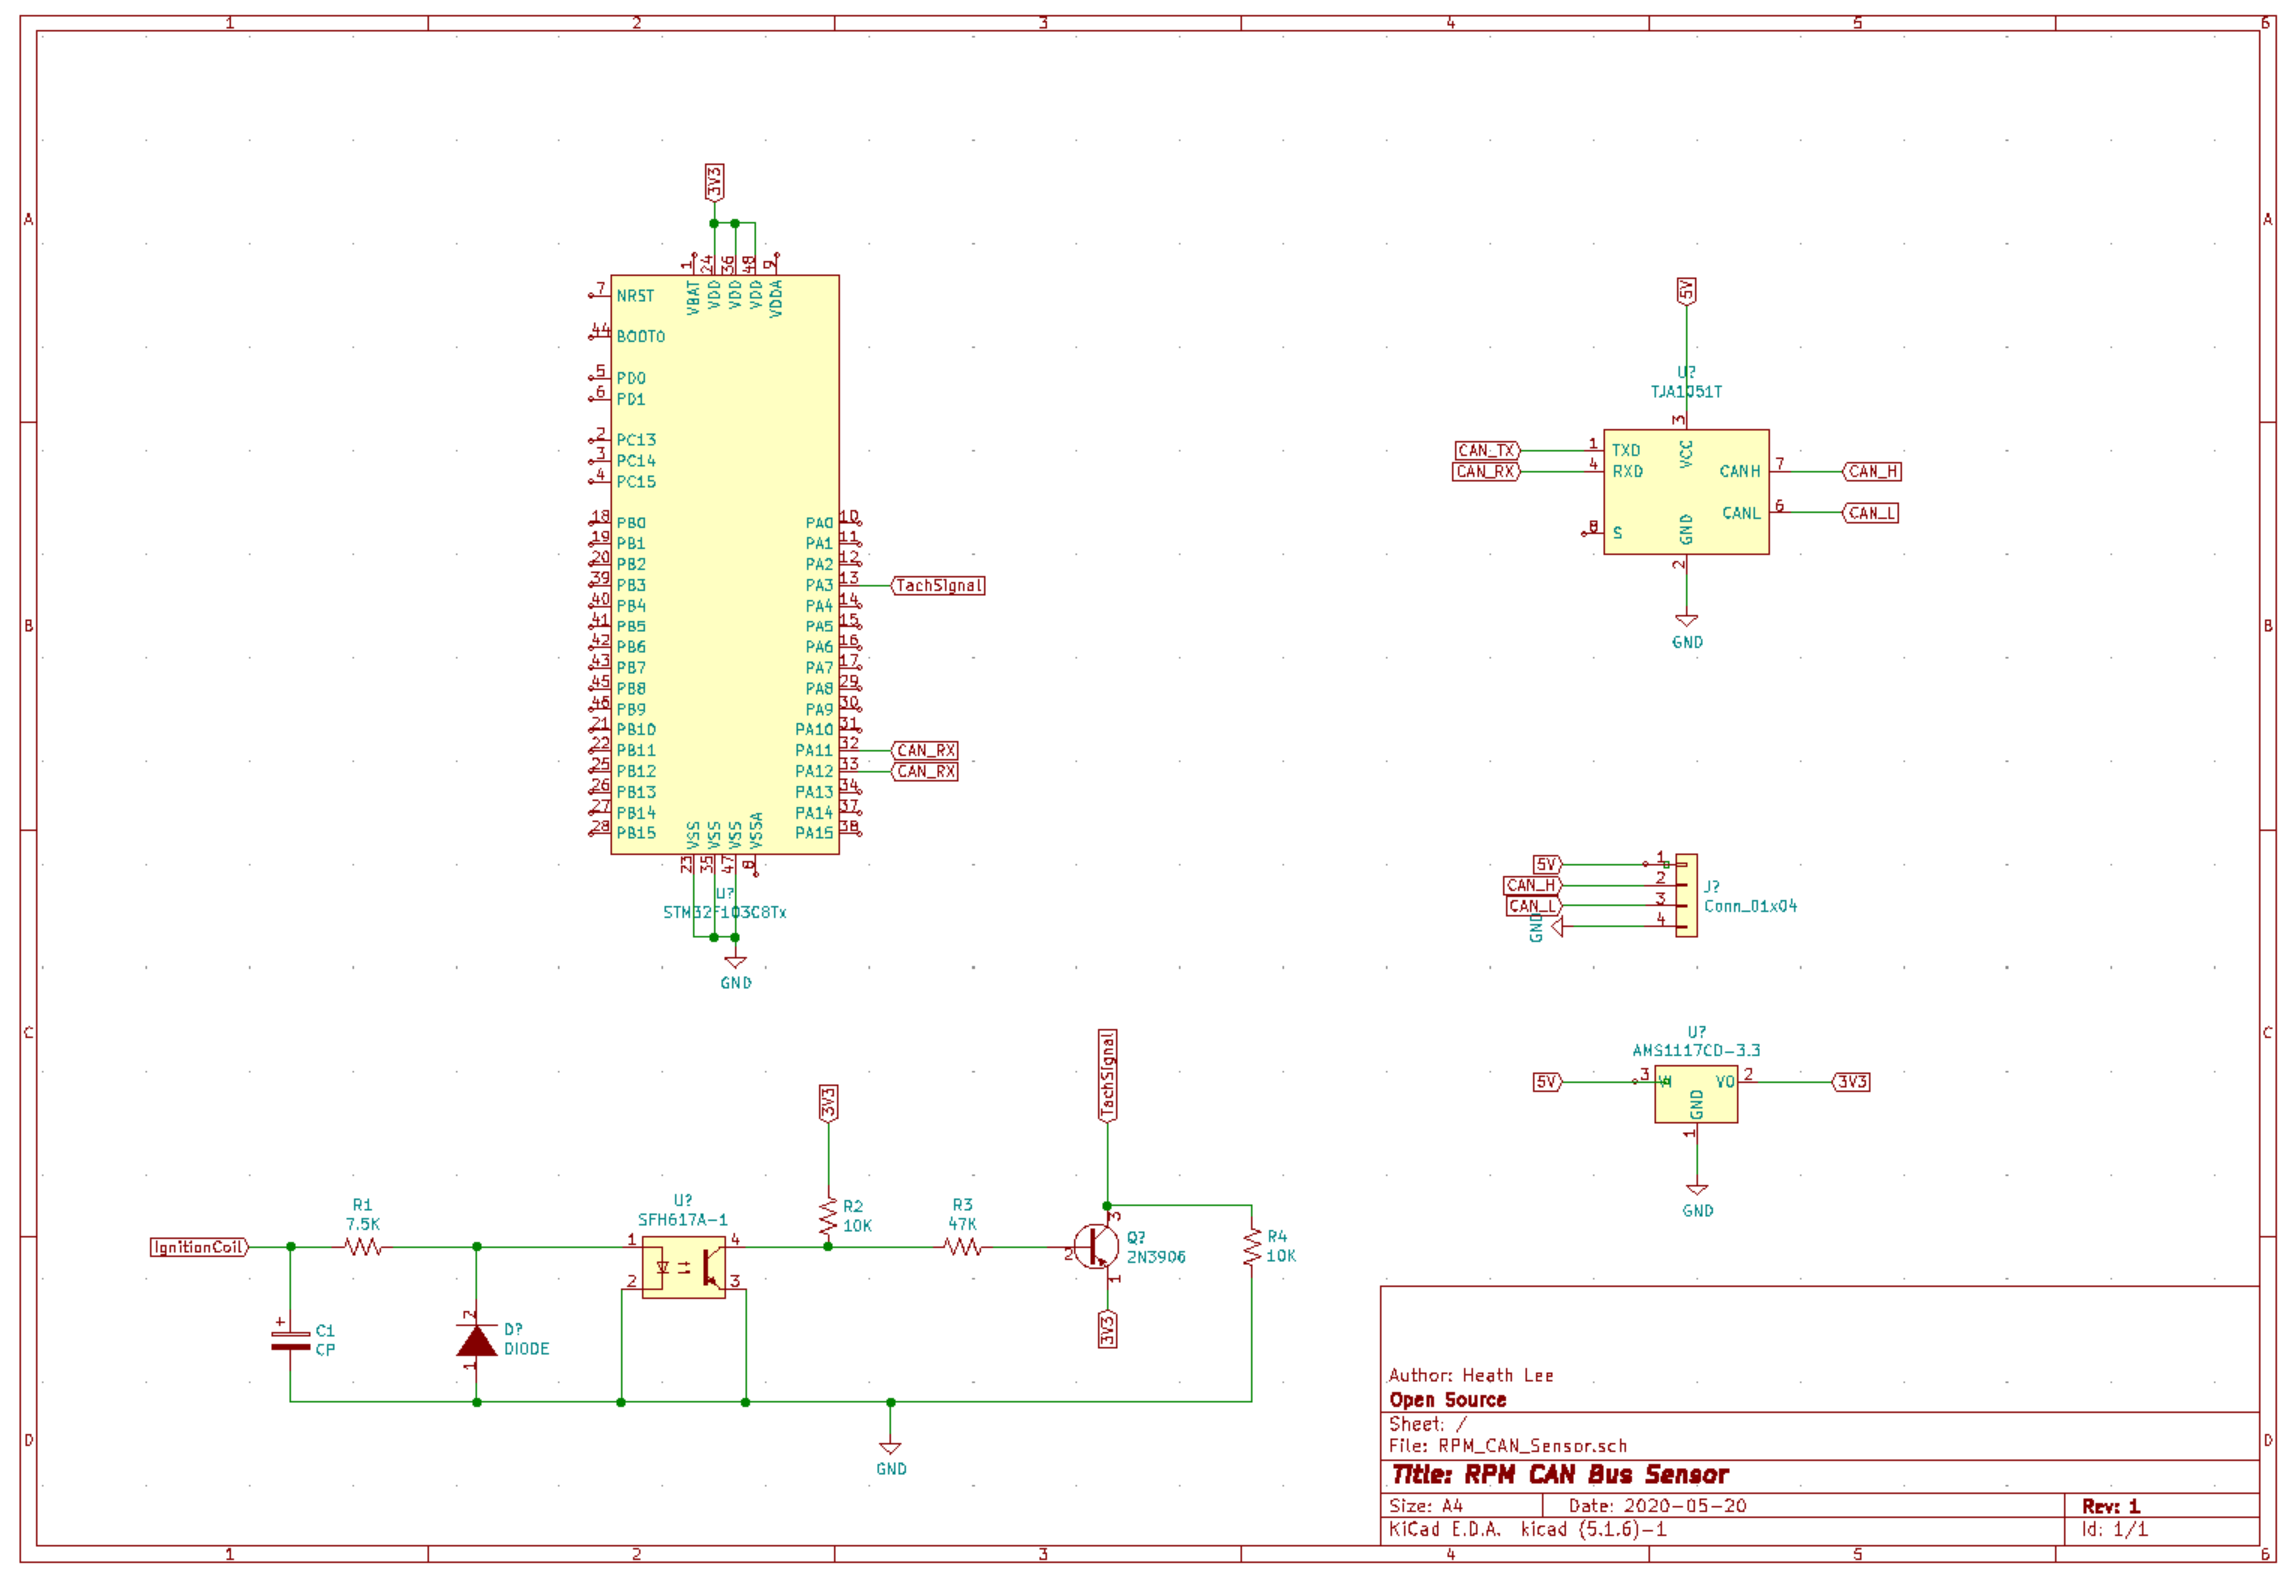 1 2 3 4 5 6
A A
B B
C C
D D
3V3
1 24 36 48 9
VBAT VDD VDD VDD VDDA
7 NRST
44 BOOT0
5 PD0
6 PD1
2 PC13
3 PC14
4 PC15
18 PB0 PA0 10
19 PB1 PA1 11
20 PB2 PA2 12
39 PB3 PA3 13 TachSignal
40 PB4 PA4 14
41 PB5 PA5 15
42 PB6 PA6 16
43 PB7 PA7 17
45 PB8 PA8 29
46 PB9 PA9 30
21 PB10 PA10 31
22 PB11 PA11 32 CAN_RX
25 PB12 PA12 33 CAN_RX
26 PB13 PA13 34
27 PB14 PA14 37
28 PB15 PA15 38
VSS VSS VSS VSSA
23 35 47 8
U?
STM32F103C8Tx
GND
5V
U?
TJA1051T
3
VCC
CAN_TX 1 TXD
CAN_RX 4 RXD CANH 7 CAN_H
CANL 6 CAN_L
8 S GND
2
GND
5V 1
CAN_H 2 J?
CAN_L 3 Conn_01x04
GND 4
U?
AMS1117CD-3.3
5V 3 VI VO 2 3V3
GND
1
GND
TachSignal
3V3
R1
7.5K
U?
SFH617A-1
R2
10K
R3
47K
IgnitionCoil 1 4
2 3
3
2
1
Q?
2N3906
R4
10K
3V3
+ C1
CP
2
1
D?
DIODE
GND
Author: Heath Lee
Open Source
Sheet: /
File: RPM_CAN_Sensor.sch
Title: RPM CAN Bus Sensor
Size: A4 Date: 2020-05-20 Rev: 1
KiCad E.D.A. kicad (5.1.6)-1 Id: 1/1
1 2 3 4 5 6